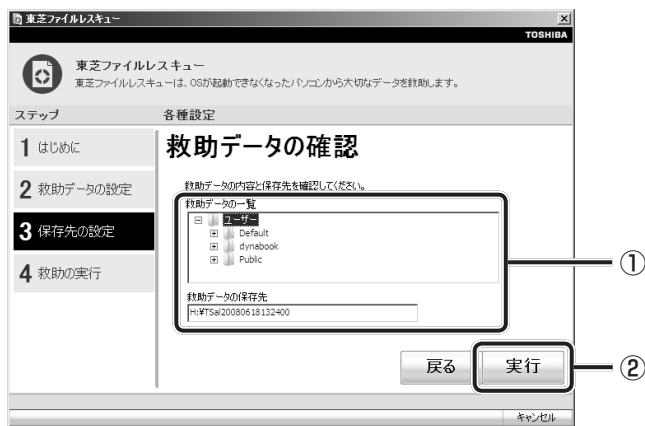 東芝ファイルレスキュー
TOSHIBA
東芝ファイルレスキュー
東芝ファイルレスキューは、OSが起動できなくなったパソコンから大切なデータを救助します。
ステップ
各種設定
1 はじめに
2 救助データの設定
3 保存先の設定
4 救助の実行
救助データの確認
救助データの内容と保存先を確認してください。
救助データの一覧
ユーザー
Default
dynabook
Public
救助データの保存先
H:¥TSal20080618132400
①
戻る
実行
②
キャンセル